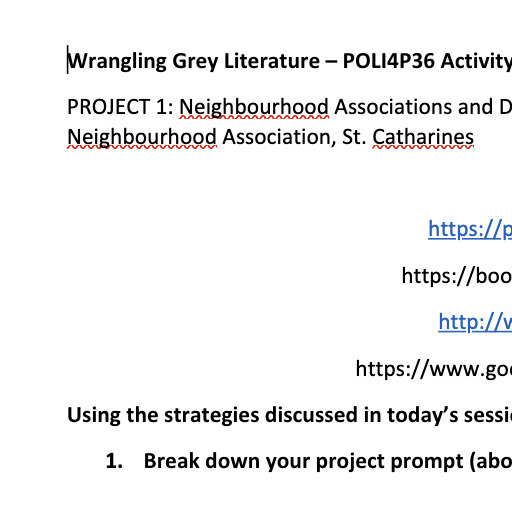 Wrangling Grey Literature – POLI4P36 Activity
PROJECT 1: Neighbourhood Associations and D
Neighbourhood Association, St. Catharines
https://p
https://boo
http://w
https://www.goo
Using the strategies discussed in today’s sessi
1. Break down your project prompt (abo